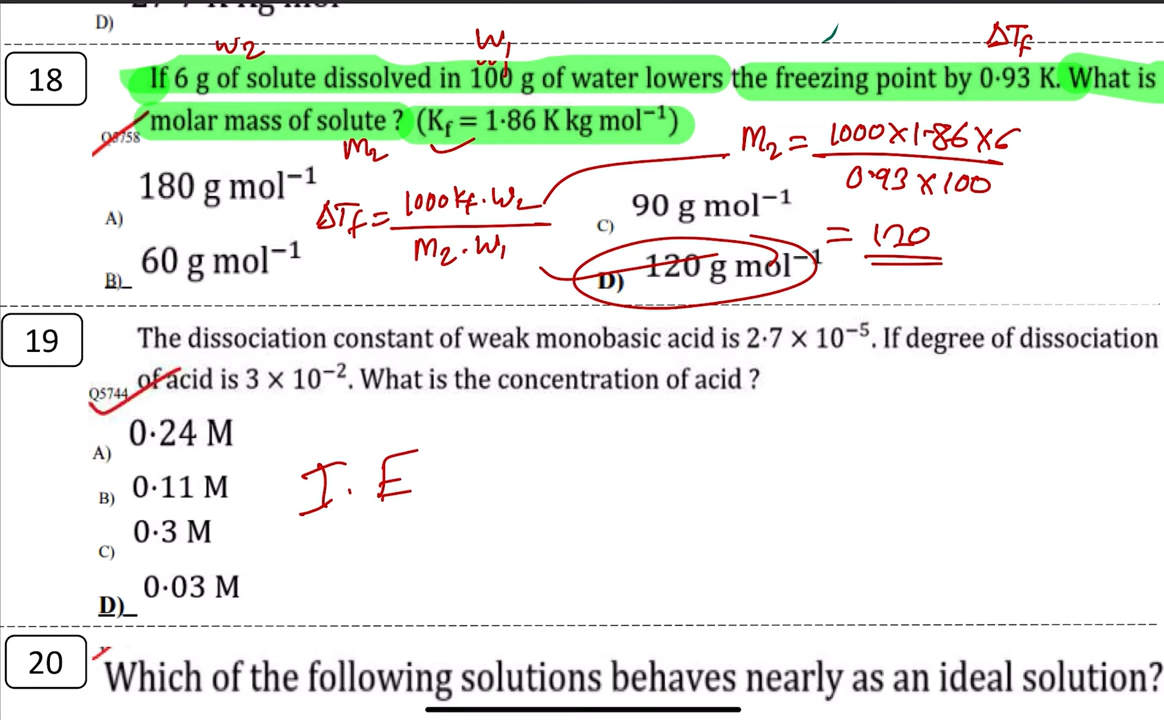 D)
W2 W1 ΔTf
18 If 6 g of solute dissolved in 100 g of water lowers the freezing point by 0·93 K. What is
Q3758 molar mass of solute ? (Kf = 1·86 K kg mol−1)
M2
M2 = 1000×1·86×6 / 0.93×100
= 120
A) 180 g mol−1
ΔTf = 1000 Kf · W2 / M2 · W1
C) 90 g mol−1
B) 60 g mol−1
D) 120 g mol−1
19 The dissociation constant of weak monobasic acid is 2·7 × 10−5. If degree of dissociation
Q5744 of acid is 3 × 10−2. What is the concentration of acid ?
A) 0·24 M
B) 0·11 M
I. E
C) 0·3 M
D) 0·03 M
20 Which of the following solutions behaves nearly as an ideal solution?